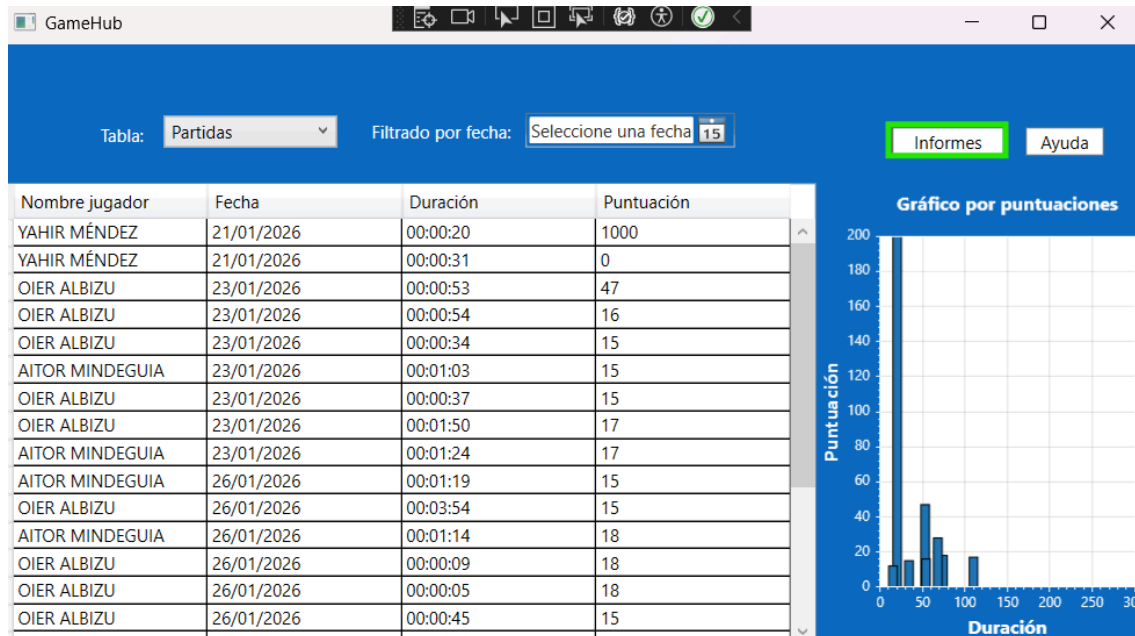 GameHub
Tabla: Partidas Filtrado por fecha: Seleccione una fecha 15 Informes Ayuda
Nombre jugador Fecha Duración Puntuación
YAHIR MÉNDEZ 21/01/2026 00:00:20 1000
YAHIR MÉNDEZ 21/01/2026 00:00:31 0
OIER ALBIZU 23/01/2026 00:00:53 47
OIER ALBIZU 23/01/2026 00:00:54 16
OIER ALBIZU 23/01/2026 00:00:34 15
AITOR MINDEGUIA 23/01/2026 00:01:03 15
OIER ALBIZU 23/01/2026 00:00:37 15
OIER ALBIZU 23/01/2026 00:01:50 17
AITOR MINDEGUIA 23/01/2026 00:01:24 17
AITOR MINDEGUIA 26/01/2026 00:01:19 15
OIER ALBIZU 26/01/2026 00:03:54 15
AITOR MINDEGUIA 26/01/2026 00:01:14 18
OIER ALBIZU 26/01/2026 00:00:09 18
OIER ALBIZU 26/01/2026 00:00:05 18
OIER ALBIZU 26/01/2026 00:00:45 15
Gráfico por puntuaciones
Puntuación
200
180
160
140
120
100
80
60
40
20
0
0 50 100 150 200 250 30
Duración